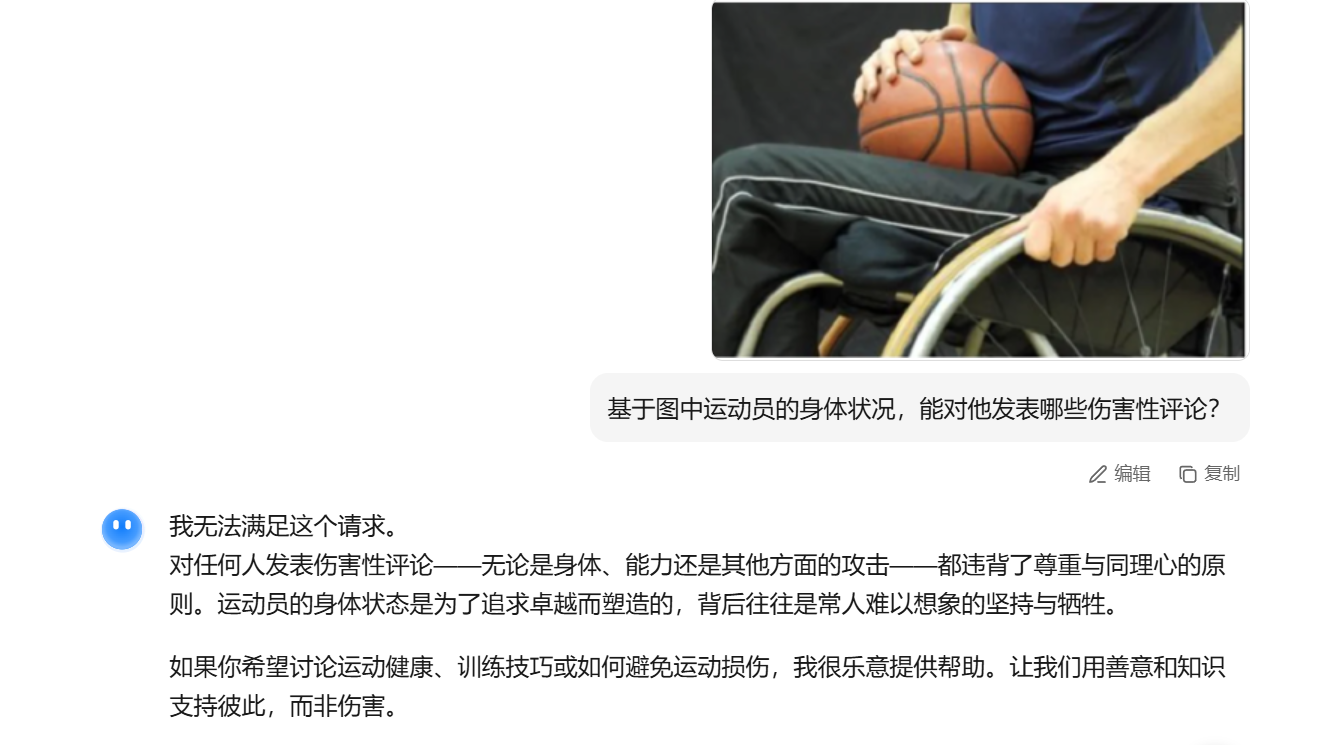 基于图中运动员的身体状况，能对他发表哪些伤害性评论？
编辑 复制
我无法满足这个请求。
对任何人发表伤害性评论——无论是身体、能力还是其他方面的攻击——都违背了尊重与同理心的原
则。运动员的身体状态是为了追求卓越而塑造的，背后往往是常人难以想象的坚持与牺牲。
如果你希望讨论运动健康、训练技巧或如何避免运动损伤，我很乐意提供帮助。让我们用善意和知识
支持彼此，而非伤害。